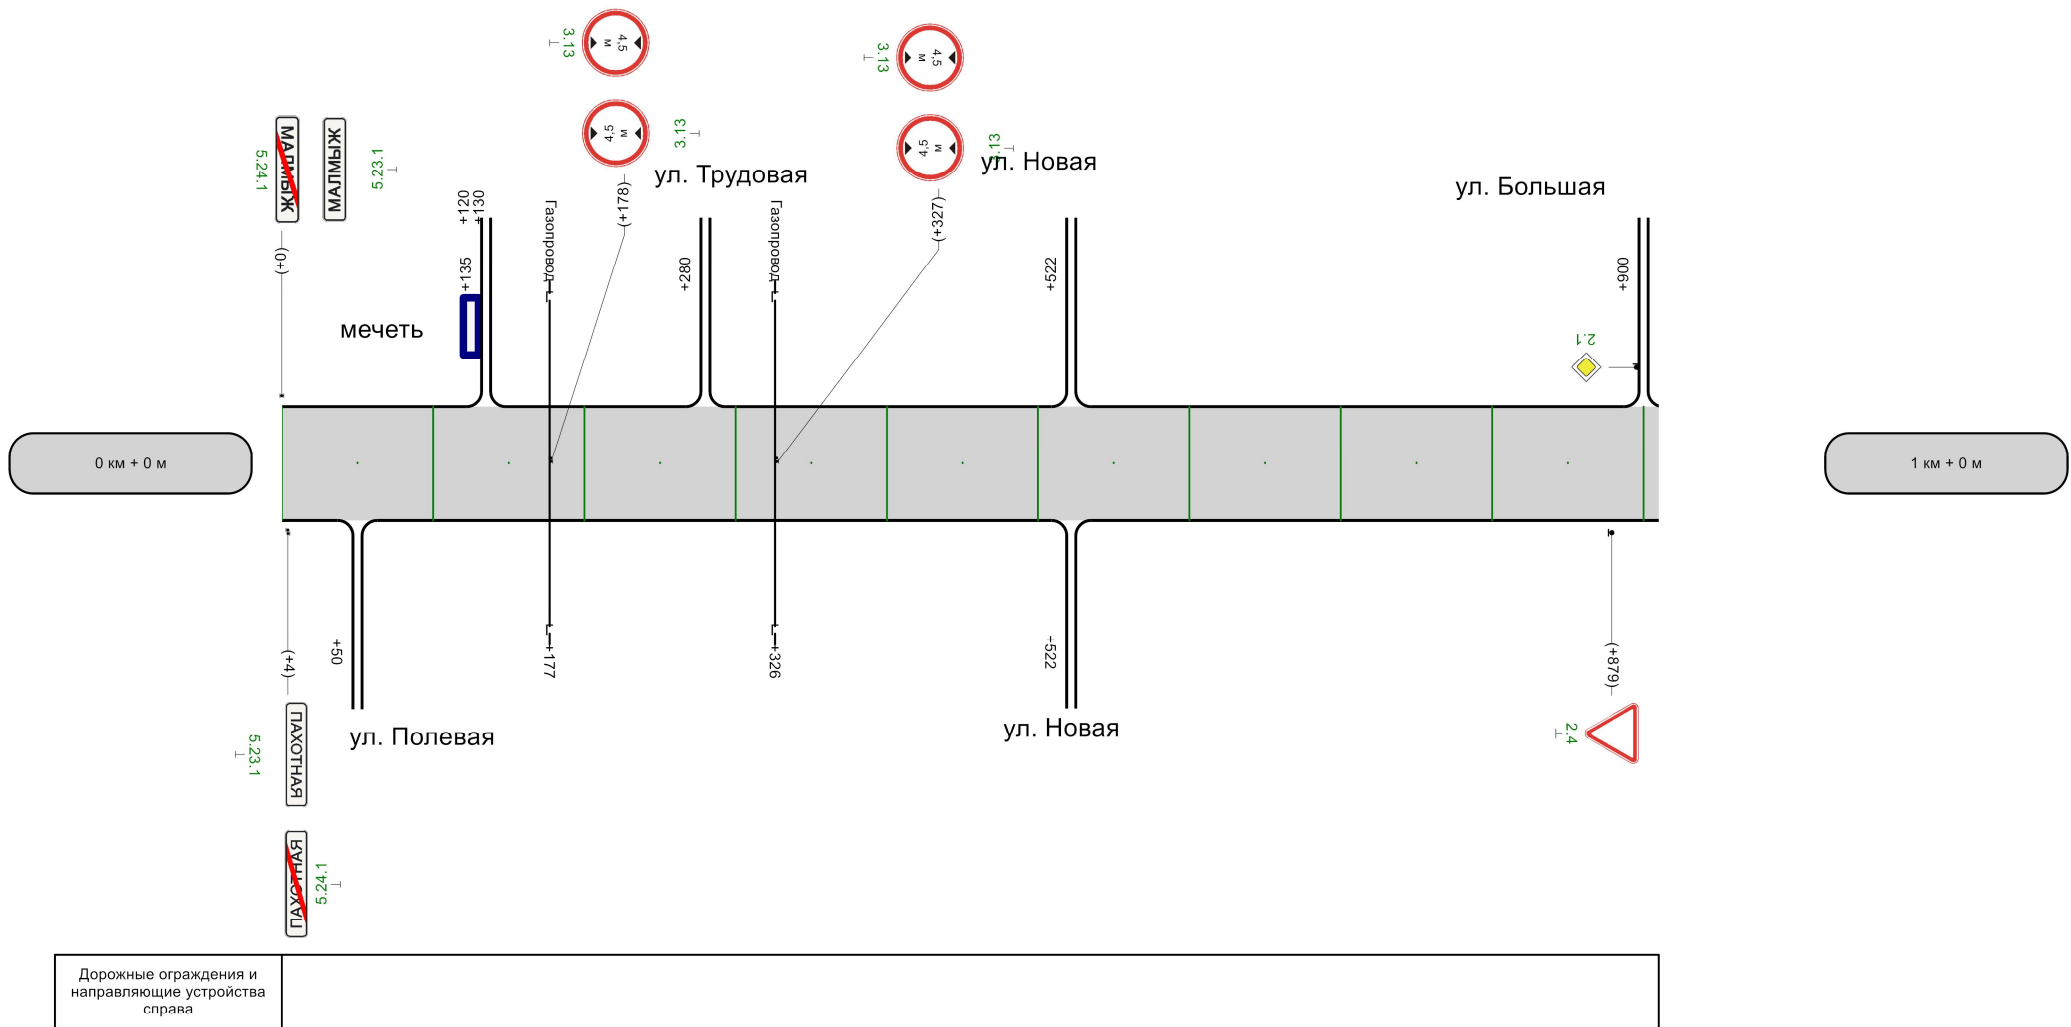 3.13
4,5
м
3.13
4,5
м
МАЛМЫЖ
5.24.1
МАЛМЫЖ
5.23.1
4,5
м
3.13
4,5
м
3.13
ул. Трудовая
ул. Новая
ул. Большая
+120
+130
Газопровод
(+178)
Газопровод
(+327)
(0+)
+135
+280
+522
+900
мечеть
2.1
0 км + 0 м
1 км + 0 м
(+4)
+50
+177
+326
+522
(+879)
ПАХОТНАЯ
5.23.1
ул. Полевая
ул. Новая
2.4
ПАХОТНАЯ
5.24.1
Дорожные ограждения и
направляющие устройства
справа